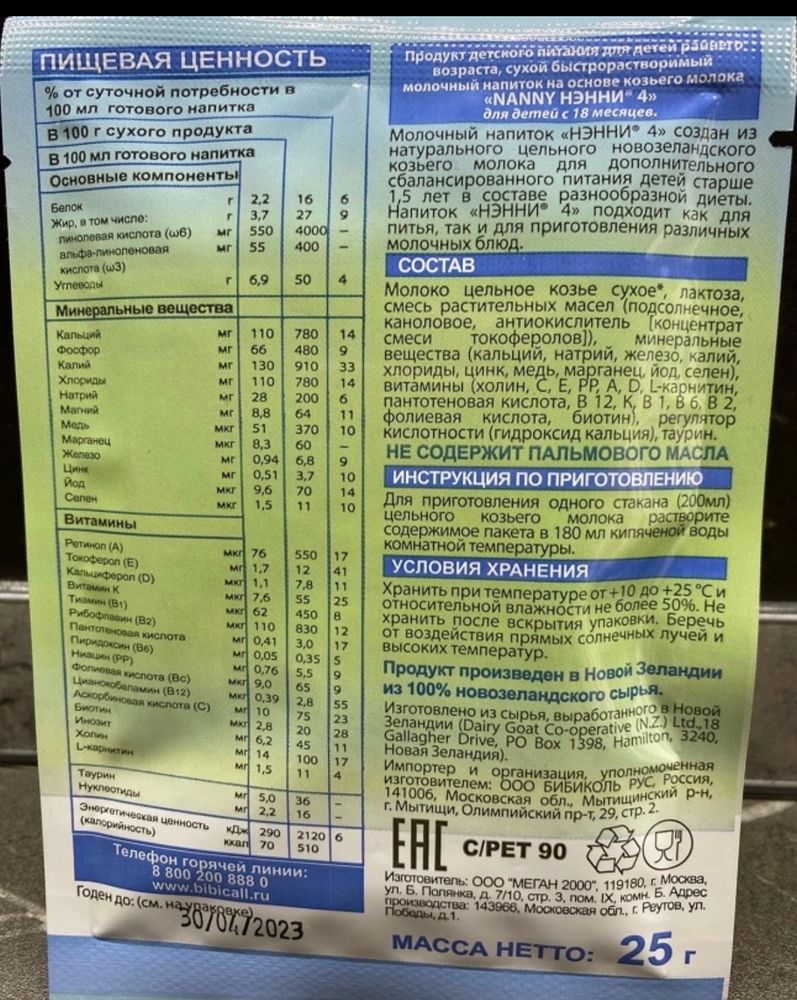 ПИЩЕВАЯ ЦЕННОСТЬ
% от суточной потребности в
100 мл готового напитка
В 100 г сухого продукта
В 100 мл готового напитка
Основные компоненты
Белок г 2,2 16 6
Жир, в том числе: г 3,7 27 9
линолевая кислота (ω6) мг 550 4000 –
альфа-линоленовая мг 55 400 –
кислота (ω3)
Углеводы г 6,9 50 4
Минеральные вещества
Кальций мг 110 780 14
Фосфор мг 66 480 9
Калий мг 130 910 33
Хлориды мг 110 780 14
Натрий мг 28 200 6
Магний мг 8,8 64 11
Медь мкг 51 370 10
Марганец мкг 8,3 60 –
Железо мг 0,94 6,8 9
Цинк мг 0,51 3,7 10
Йод мкг 9,6 70 14
Селен мкг 1,5 11 10
Витамины
Ретинол (А) мкг 76 550 17
Токоферол (Е) мг 1,7 12 41
Кальциферол (D) мкг 1,1 7,8 11
Витамин К мкг 7,6 55 25
Тиамин (В1) мкг 62 450 8
Рибофлавин (В2) мкг 110 830 12
Пантотеновая кислота мг 0,41 3,0 17
Пиридоксин (В6) мг 0,05 0,35 5
Ниацин (РР) мг 0,76 5,5 9
Фолиевая кислота (Вс) мкг 9,0 65 9
Цианокобаламин (В12) мкг 0,39 2,8 55
Аскорбиновая кислота (С) мг 10 75 23
Биотин мкг 2,8 20 28
Инозит мг 6,2 45 11
Холин мг 14 100 17
L-карнитин мг 1,5 11 4
Таурин мг 5,0 36 –
Нуклеотиды мг 2,2 16 –
Энергетическая ценность кДж 290 2120 6
(калорийность) ккал 70 510
Телефон горячей линии:
8 800 200 888 0
www.bibicall.ru
Годен до: (см. на упаковке)
30/04/2023
Продукт детского питания для детей раннего
возраста, сухой быстрорастворимый
молочный напиток на основе козьего молока
«NANNY НЭННИ® 4»
для детей с 18 месяцев.
Молочный напиток «НЭННИ® 4» создан из
натурального цельного новозеландского
козьего молока для дополнительного
сбалансированного питания детей старше
1,5 лет в составе разнообразной диеты.
Напиток «НЭННИ® 4» подходит как для
питья, так и для приготовления различных
молочных блюд.
СОСТАВ
Молоко цельное козье сухое*, лактоза,
смесь растительных масел (подсолнечное,
каноловое, антиокислитель [концентрат
смеси токоферолов]), минеральные
вещества (кальций, натрий, железо, калий,
хлориды, цинк, медь, марганец, йод, селен),
витамины (холин, С, Е, РР, А, D, L-карнитин,
пантотеновая кислота, В 12, К, В 1, В 6, В 2,
фолиевая кислота, биотин), регулятор
кислотности (гидроксид кальция), таурин.
НЕ СОДЕРЖИТ ПАЛЬМОВОГО МАСЛА
ИНСТРУКЦИЯ ПО ПРИГОТОВЛЕНИЮ
Для приготовления одного стакана (200мл)
цельного козьего молока растворите
содержимое пакета в 180 мл кипяченой воды
комнатной температуры.
УСЛОВИЯ ХРАНЕНИЯ
Хранить при температуре от +10 до +25 °С и
относительной влажности не более 50%. Не
хранить после вскрытия упаковки. Беречь
от воздействия прямых солнечных лучей и
высоких температур.
Продукт произведен в Новой Зеландии
из 100% новозеландского сырья.
Изготовлено из сырья, выработанного в Новой
Зеландии (Dairy Goat Co-operative (N.Z.) Ltd.,18
Gallagher Drive, PO Box 1398, Hamilton, 3240,
Новая Зеландия).
Импортер и организация, уполномоченная
изготовителем: ООО БИБИКОЛЬ РУС, Россия,
141006, Московская обл., Мытищинский р-н,
г. Мытищи, Олимпийский пр-т, 29, стр. 2.
EAC С/РЕТ 90
Изготовитель: ООО "МЕГАН 2000", 119180, г. Москва,
ул. Б. Полянка, д. 7/10, стр. 3, пом. IX, комн. Б. Адрес
производства: 143966, Московская обл., г. Реутов, ул.
Победы, д.1.
МАССА НЕТТО: 25 г